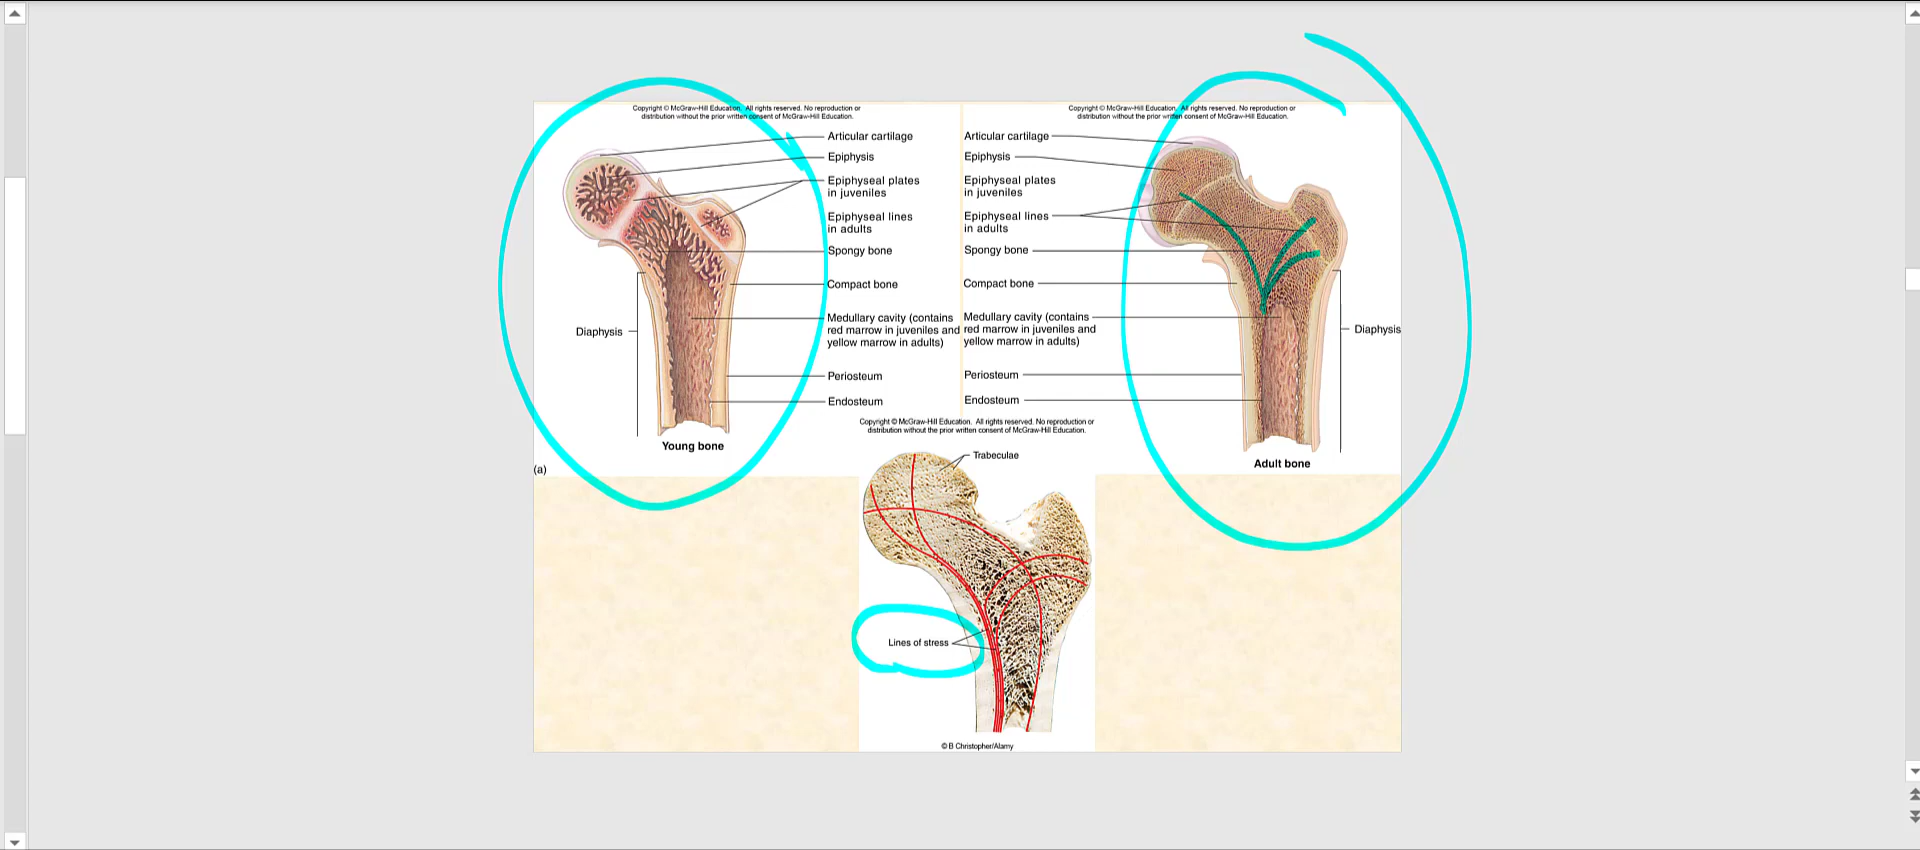 Copyright © McGraw-Hill Education. All rights reserved. No reproduction or
distribution without the prior written consent of McGraw-Hill Education.
Articular cartilage
Epiphysis
Epiphyseal plates
in juveniles
Epiphyseal lines
in adults
Spongy bone
Compact bone
Medullary cavity (contains
red marrow in juveniles and
yellow marrow in adults)
Periosteum
Endosteum
Diaphysis
Young bone
(a)
Copyright © McGraw-Hill Education. All rights reserved. No reproduction or
distribution without the prior written consent of McGraw-Hill Education.
Articular cartilage
Epiphysis
Epiphyseal plates
in juveniles
Epiphyseal lines
in adults
Spongy bone
Compact bone
Medullary cavity (contains
red marrow in juveniles and
yellow marrow in adults)
Periosteum
Endosteum
Diaphysis
Adult bone
Copyright © McGraw-Hill Education. All rights reserved. No reproduction or
distribution without the prior written consent of McGraw-Hill Education.
Trabeculae
Lines of stress
© B Christopher/Alamy